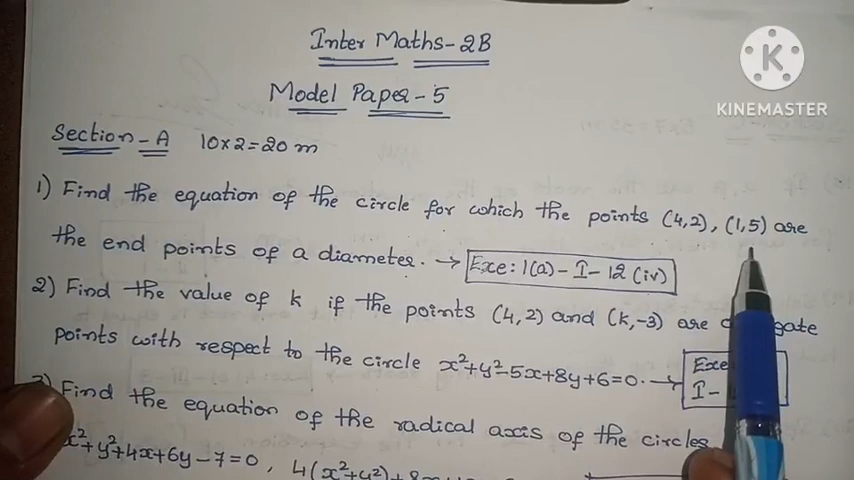 Inter Maths-2B
KINEMASTER
Model Paper-5
Section-A 10x2=20 m
1) Find the equation of the circle for which the points (4,2), (1,5) are
the end points of a diameter. → Exe: 1(a)-I-12(iv)
2) Find the value of k if the points (4,2) and (k,-3) are
points with respect to the circle x²+y²-5x+8y+6=0. → Exe:
I-
Find the equation of the radical axis of the circles
x²+y²+4x+6y-7=0, 4(x²+y²)+8x